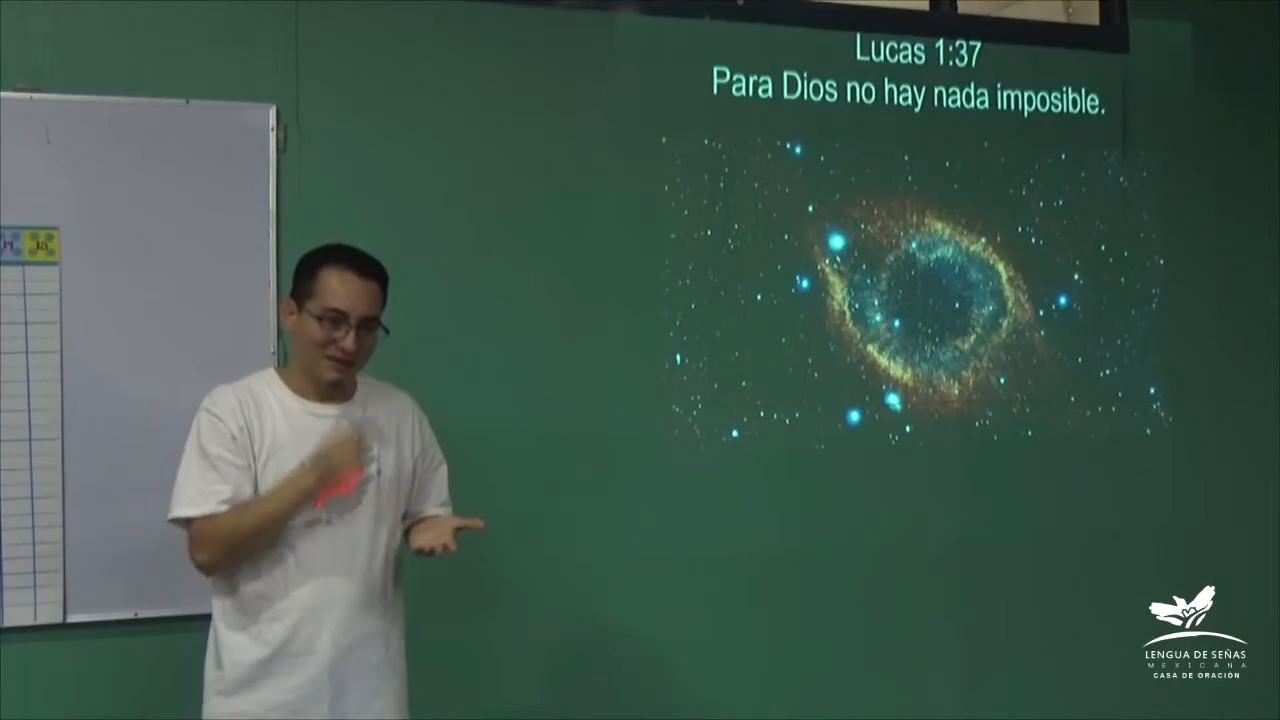 Lucas 1:37
Para Dios no hay nada imposible.
LENGUA DE SEÑAS
MEXICANA
CASA DE ORACIÓN